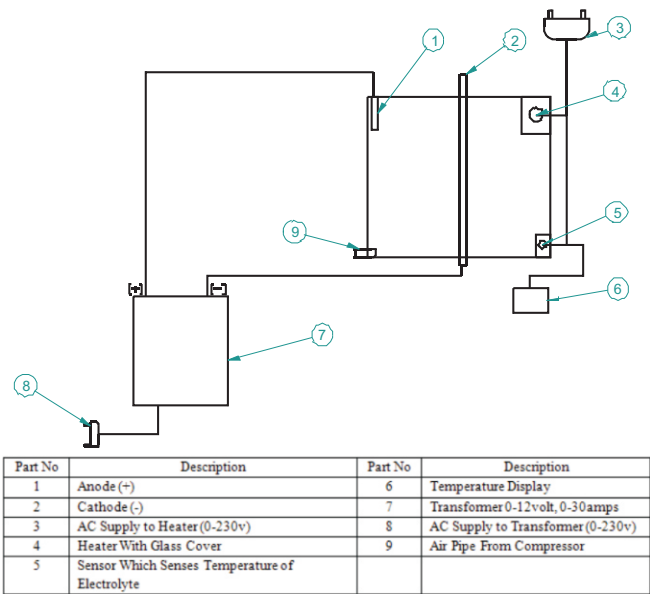 1
2
3
4
5
6
7
8
9
+
-
Part No Description Part No Description
1 Anode (+) 6 Temperature Display
2 Cathode (-) 7 Transformer 0-12volt, 0-30amps
3 AC Supply to Heater (0-230v) 8 AC Supply to Transformer (0-230v)
4 Heater With Glass Cover 9 Air Pipe From Compressor
5 Sensor Which Senses Temperature of
Electrolyte